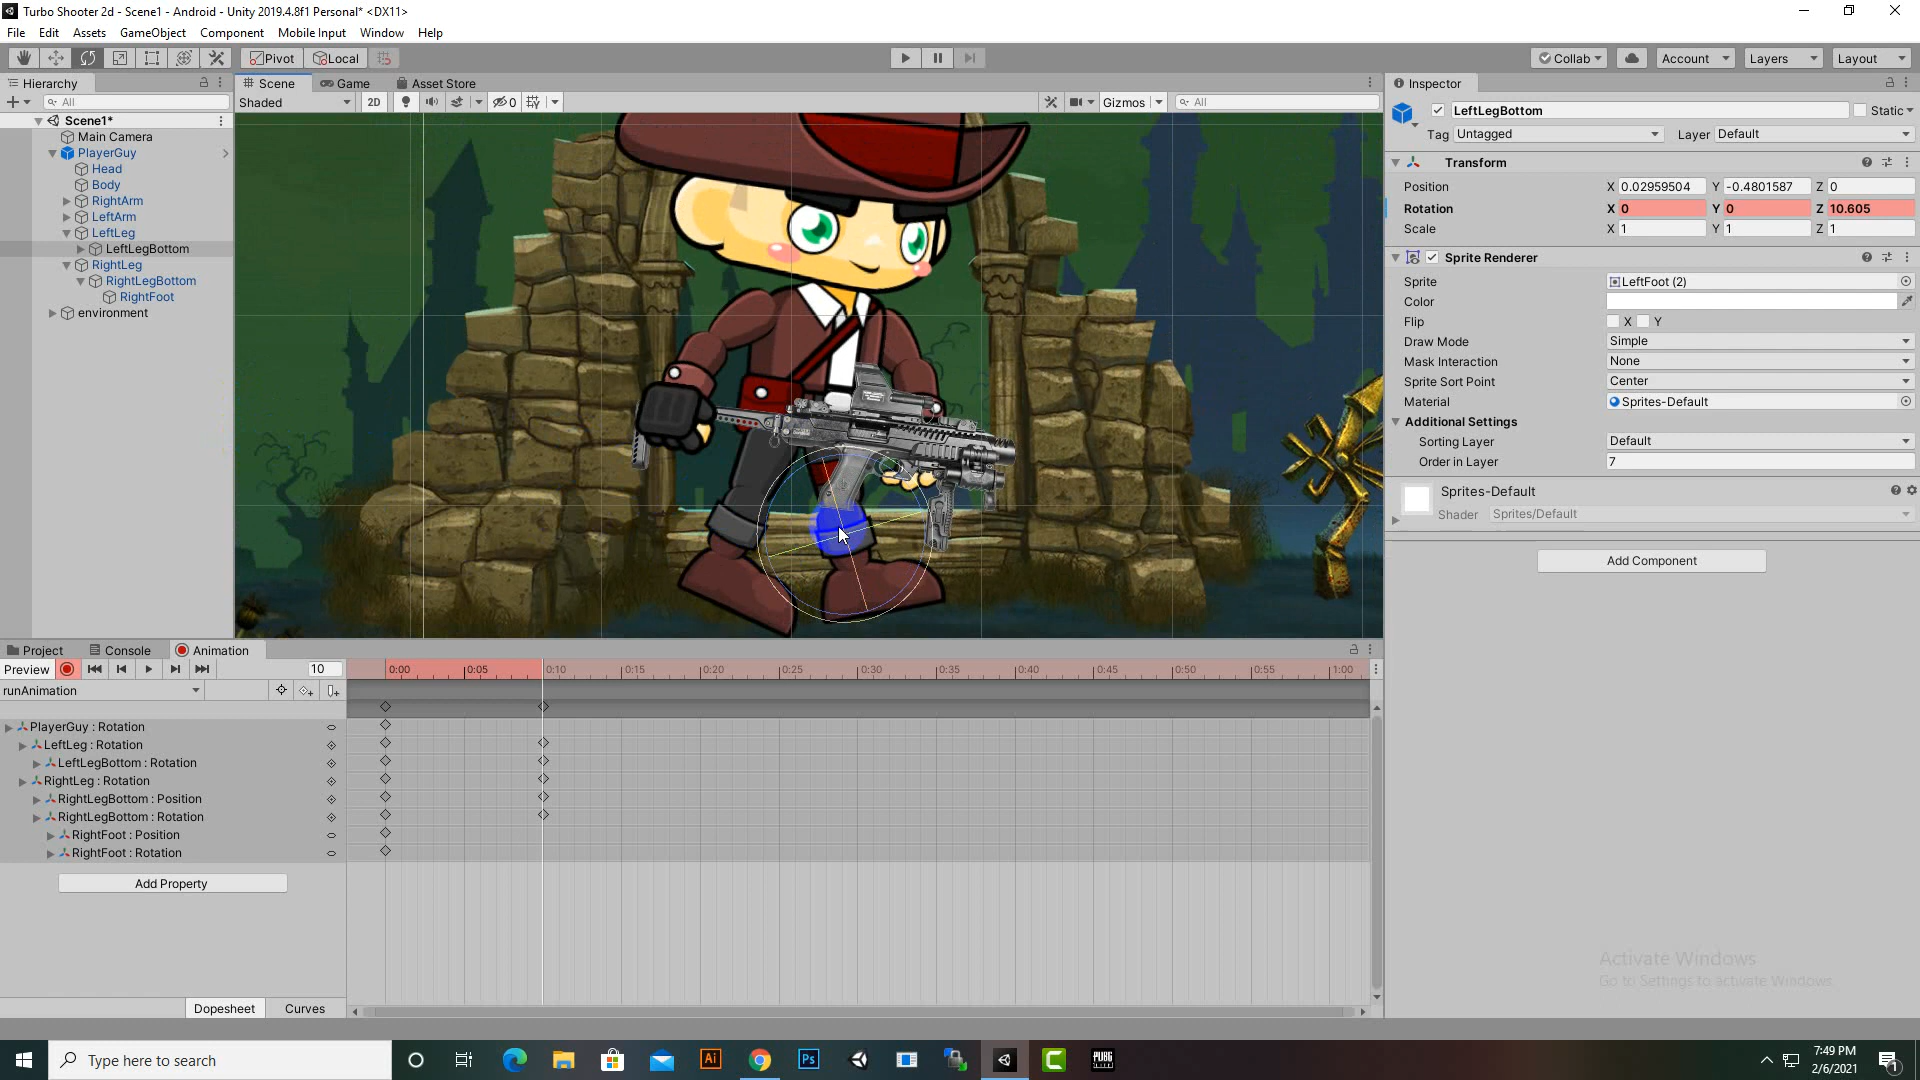 Turbo Shooter 2d - Scene1 - Android - Unity 2019.4.8f1 Personal* <DX11>
File Edit Assets GameObject Component Mobile Input Window Help
Pivot Local Collab Account Layers Layout
Hierarchy Scene Game Asset Store Inspector
All Shaded 2D 0 Gizmos All LeftLegBottom Static
Scene1*
Main Camera Tag Untagged Layer Default
PlayerGuy Transform
Head
Body Position X 0.02959504 Y -0.4801587 Z 0
RightArm Rotation X 0 Y 0 Z 10.605
LeftArm
LeftLeg Scale X 1 Y 1 Z 1
LeftLegBottom Sprite Renderer
RightLeg
RightLegBottom Sprite LeftFoot (2)
RightFoot Color
environment Flip X Y
Draw Mode Simple
Mask Interaction None
Sprite Sort Point Center
Material Sprites-Default
Additional Settings
Sorting Layer Default
Order in Layer 7
Sprites-Default
Shader Sprites/Default
Add Component
Project Console Animation
Preview 10 0:00 0:05 0:10 0:15 0:20 0:25 0:30 0:35 0:40 0:45 0:50 0:55 1:00
runAnimation
PlayerGuy : Rotation
LeftLeg : Rotation
LeftLegBottom : Rotation
RightLeg : Rotation
RightLegBottom : Position
RightLegBottom : Rotation
RightFoot : Position
RightFoot : Rotation
Add Property
Activate Windows
Go to Settings to activate Windows.
Dopesheet Curves
Type here to search Ai Ps PUBG 7:49 PM
2/6/2021 1